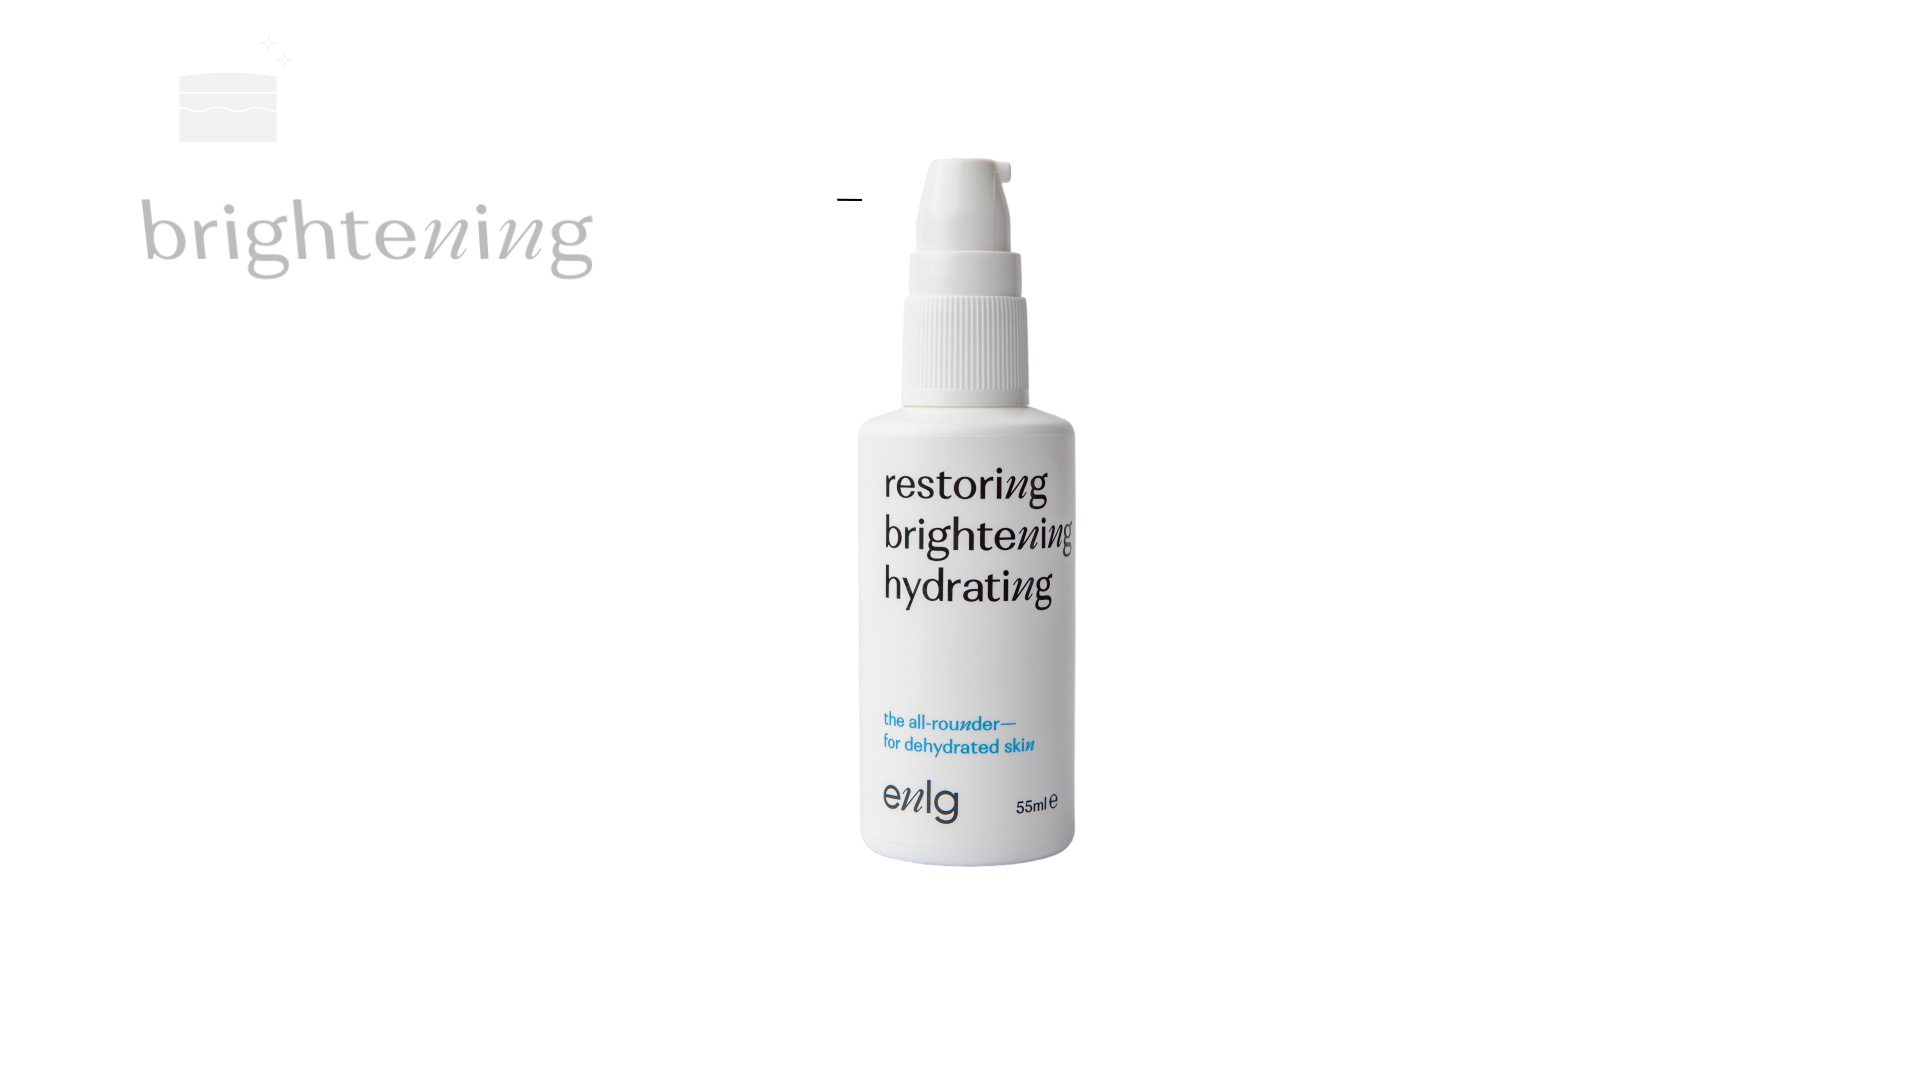 brightening
restoring
brightening
hydrating
the all-rounder—
for dehydrated skin
enlg
55ml ℮